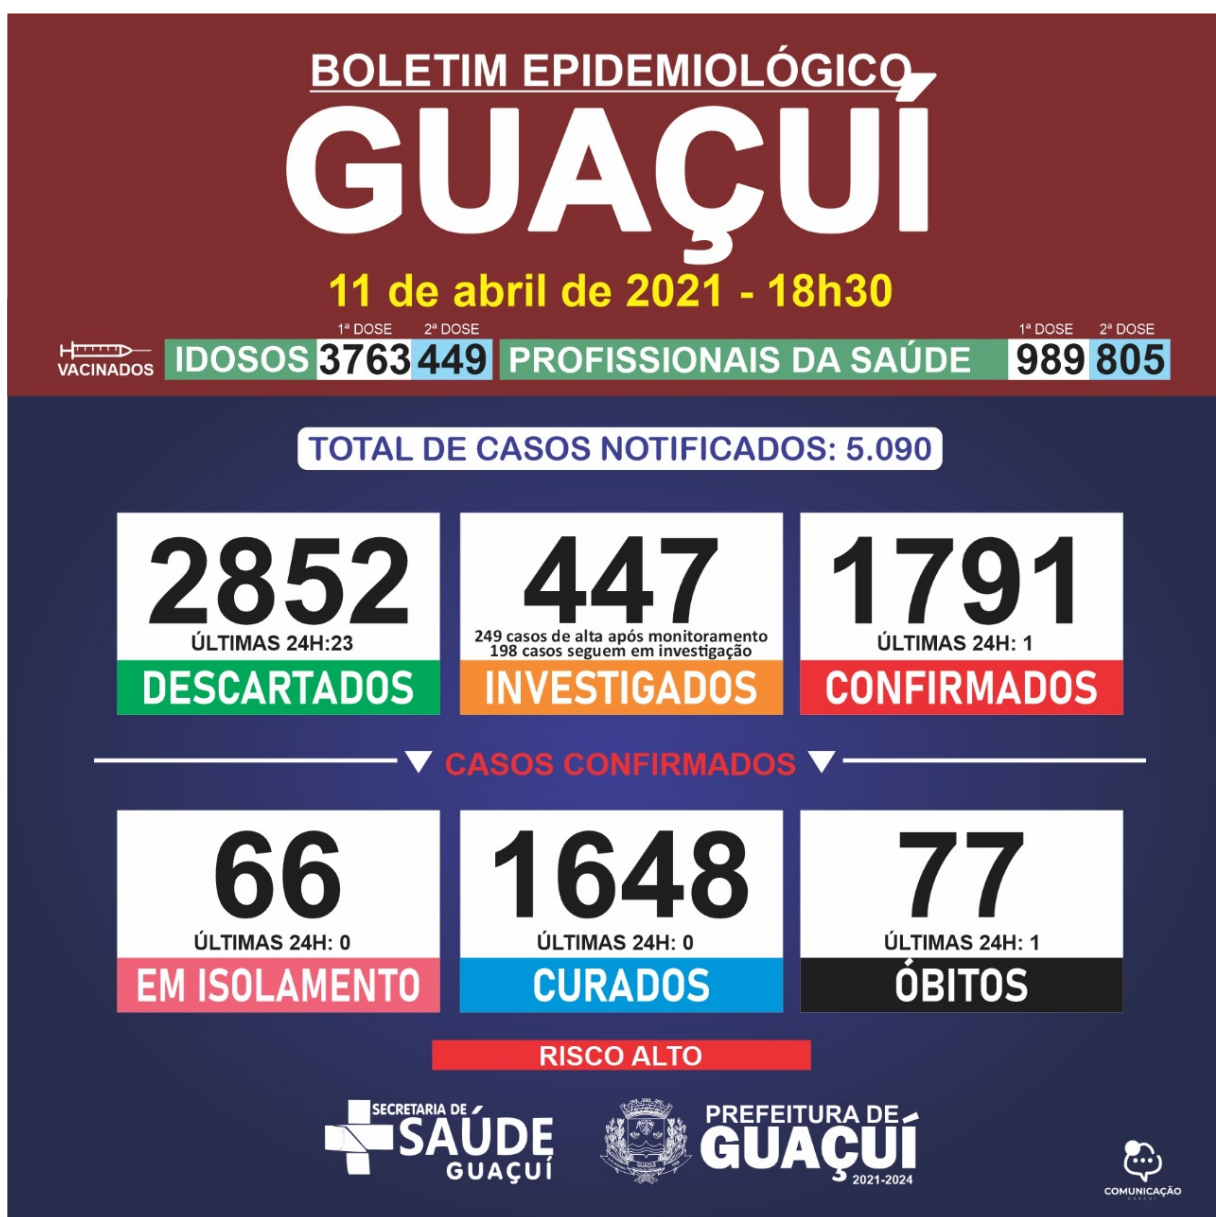 BOLETIM EPIDEMIOLÓGICO
GUAÇUÍ
11 de abril de 2021 - 18h30
1ª DOSE 2ª DOSE 1ª DOSE 2ª DOSE
VACINADOS IDOSOS 3763 449 PROFISSIONAIS DA SAÚDE 989 805
TOTAL DE CASOS NOTIFICADOS: 5.090
2852
ÚLTIMAS 24H:23
DESCARTADOS
447
249 casos de alta após monitoramento
198 casos seguem em investigação
INVESTIGADOS
1791
ÚLTIMAS 24H: 1
CONFIRMADOS
CASOS CONFIRMADOS
66
ÚLTIMAS 24H: 0
EM ISOLAMENTO
1648
ÚLTIMAS 24H: 0
CURADOS
77
ÚLTIMAS 24H: 1
ÓBITOS
RISCO ALTO
SECRETARIA DE
SAÚDE
GUAÇUÍ
PREFEITURA DE
GUAÇUÍ
2021-2024
COMUNICAÇÃO